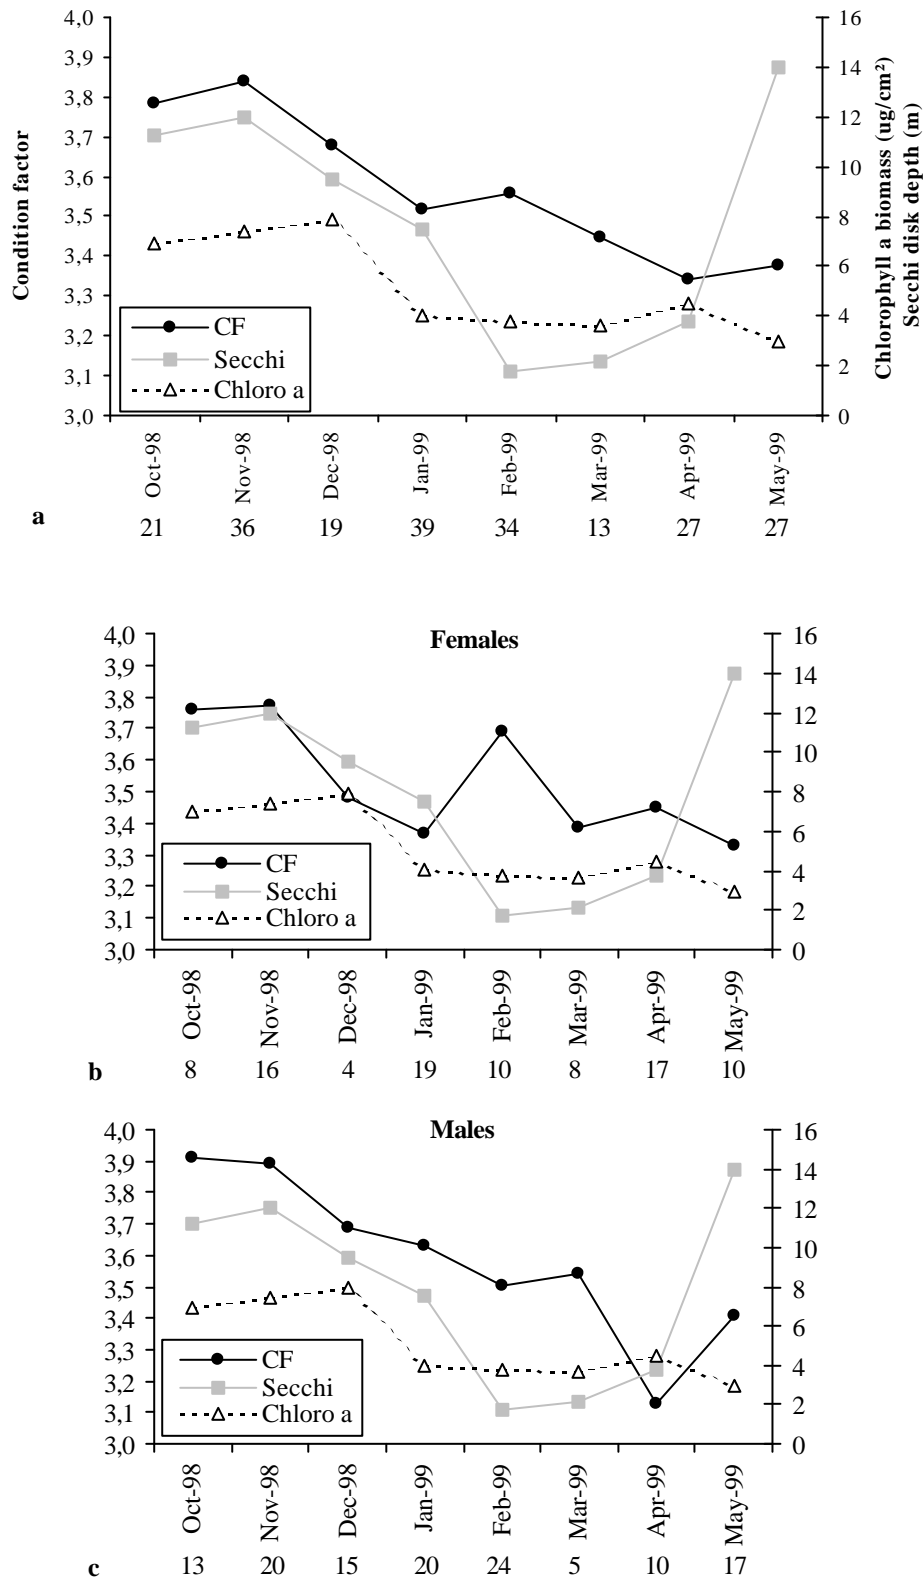 4,0
3,9
3,8
3,7
3,6
3,5
3,4
3,3
3,2
3,1
3,0
Condition factor
16
14
12
10
8
6
4
2
0
Chlorophyll a biomass (ug/cm²)
Secchi disk depth (m)
CF
Secchi
Chloro a
Oct-98 Nov-98 Dec-98 Jan-99 Feb-99 Mar-99 Apr-99 May-99
a
21 36 19 39 34 13 27 27
Females
4,0
3,9
3,8
3,7
3,6
3,5
3,4
3,3
3,2
3,1
3,0
16
14
12
10
8
6
4
2
0
CF
Secchi
Chloro a
Oct-98 Nov-98 Dec-98 Jan-99 Feb-99 Mar-99 Apr-99 May-99
b 8 16 4 19 10 8 17 10
Males
4,0
3,9
3,8
3,7
3,6
3,5
3,4
3,3
3,2
3,1
3,0
16
14
12
10
8
6
4
2
0
CF
Secchi
Chloro a
Oct-98 Nov-98 Dec-98 Jan-99 Feb-99 Mar-99 Apr-99 May-99
c 13 20 15 20 24 5 10 17